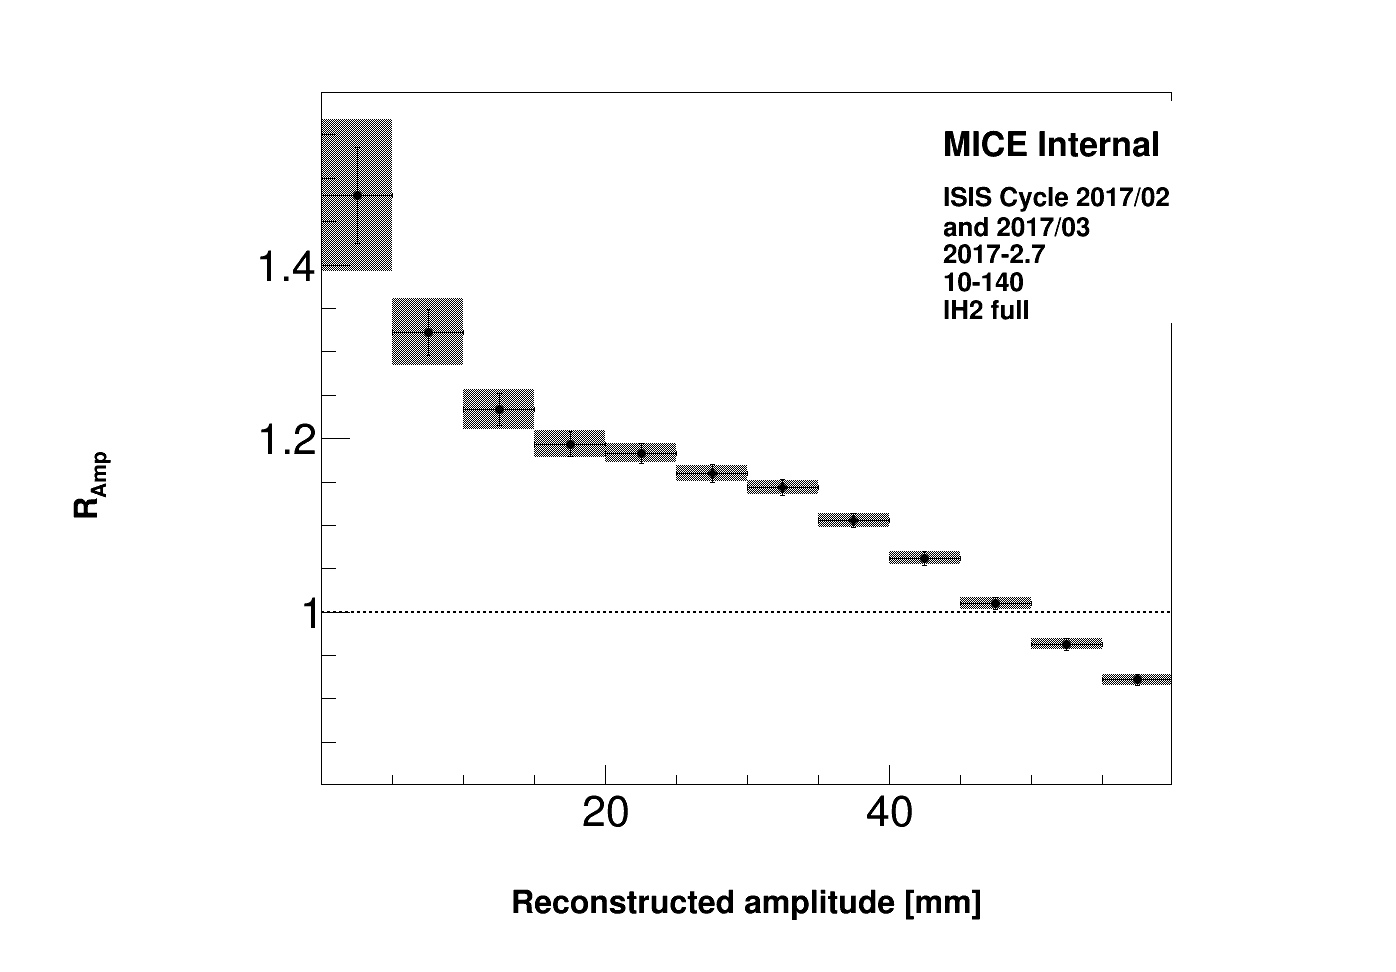 MICE Internal
ISIS Cycle 2017/02
and 2017/03
2017-2.7
10-140
lH2 full
1.4
1.2
1
R_Amp
20 40
Reconstructed amplitude [mm]